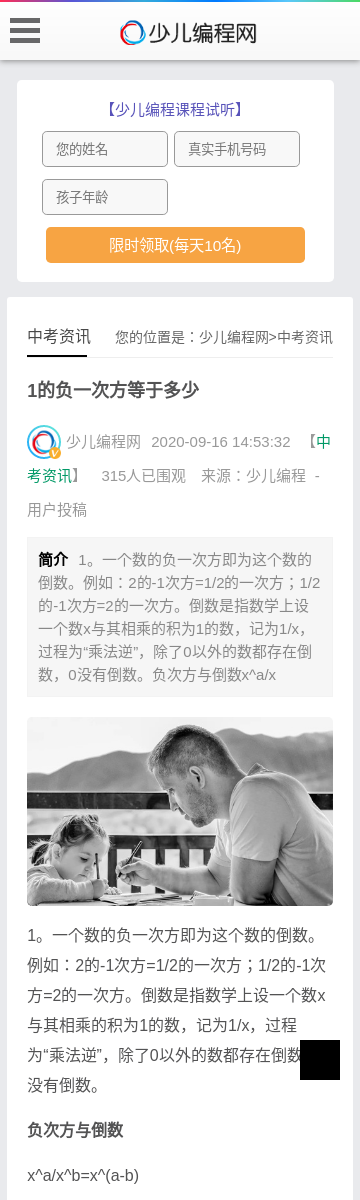 少儿编程网
【少儿编程课程试听】
您的姓名
真实手机号码
孩子年龄
限时领取(每天10名)
中考资讯
您的位置是：少儿编程网>中考资讯
1的负一次方等于多少
少儿编程网 2020-09-16 14:53:32 【中
考资讯】 315人已围观 来源：少儿编程 -
用户投稿
简介 1。一个数的负一次方即为这个数的
倒数。例如：2的-1次方=1/2的一次方；1/2
的-1次方=2的一次方。倒数是指数学上设
一个数x与其相乘的积为1的数，记为1/x，
过程为“乘法逆”，除了0以外的数都存在倒
数，0没有倒数。负次方与倒数x^a/x
1。一个数的负一次方即为这个数的倒数。
例如：2的-1次方=1/2的一次方；1/2的-1次
方=2的一次方。倒数是指数学上设一个数x
与其相乘的积为1的数，记为1/x，过程
为“乘法逆”，除了0以外的数都存在倒数
没有倒数。
负次方与倒数
x^a/x^b=x^(a-b)